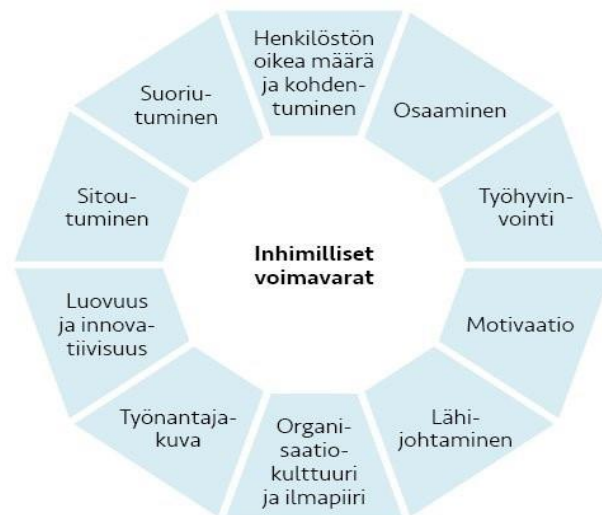 Henkilöstön
oikea määrä
ja kohden-
tuminen
Osaaminen
Työhyvin-
vointi
Motivaatio
Lähi-
johtaminen
Organi-
saatio-
kulttuuri
ja ilmapiiri
Työnantaja-
kuva
Luovuus
ja innova-
tiivisuus
Sitou-
tuminen
Suoriu-
tuminen
Inhimilliset
voimavarat